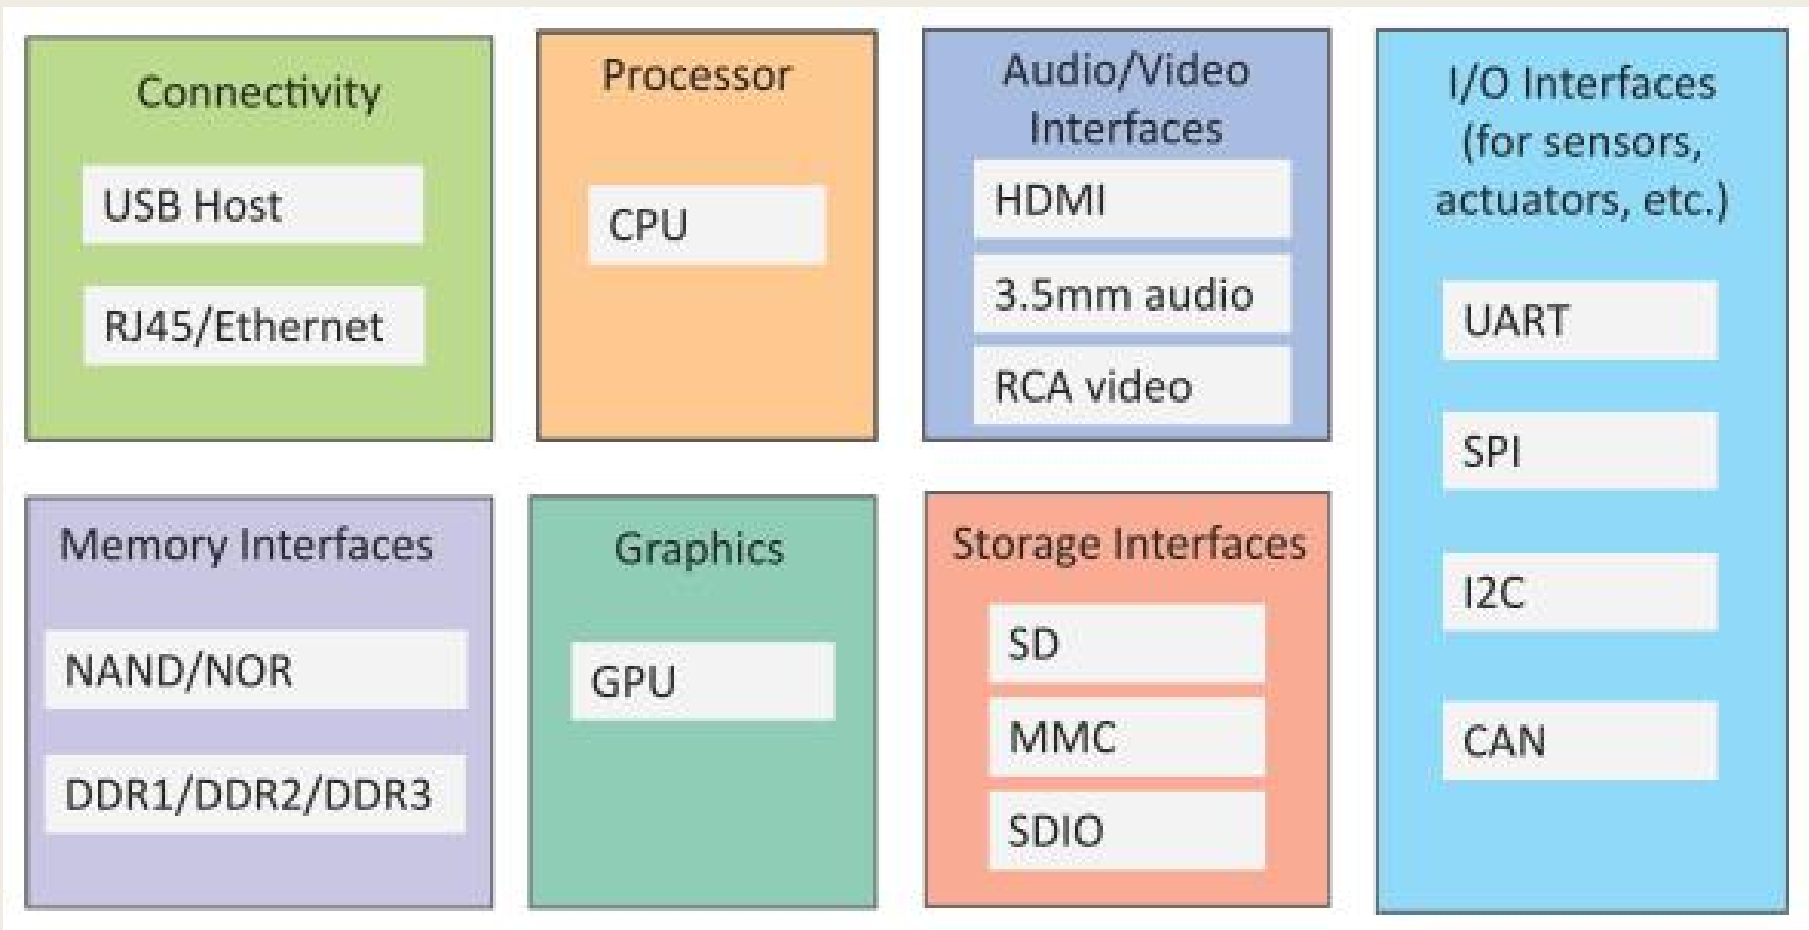 Connectivity
USB Host
RJ45/Ethernet
Processor
CPU
Audio/Video
Interfaces
HDMI
3.5mm audio
RCA video
I/O Interfaces
(for sensors,
actuators, etc.)
UART
SPI
I2C
CAN
Memory Interfaces
NAND/NOR
DDR1/DDR2/DDR3
Graphics
GPU
Storage Interfaces
SD
MMC
SDIO